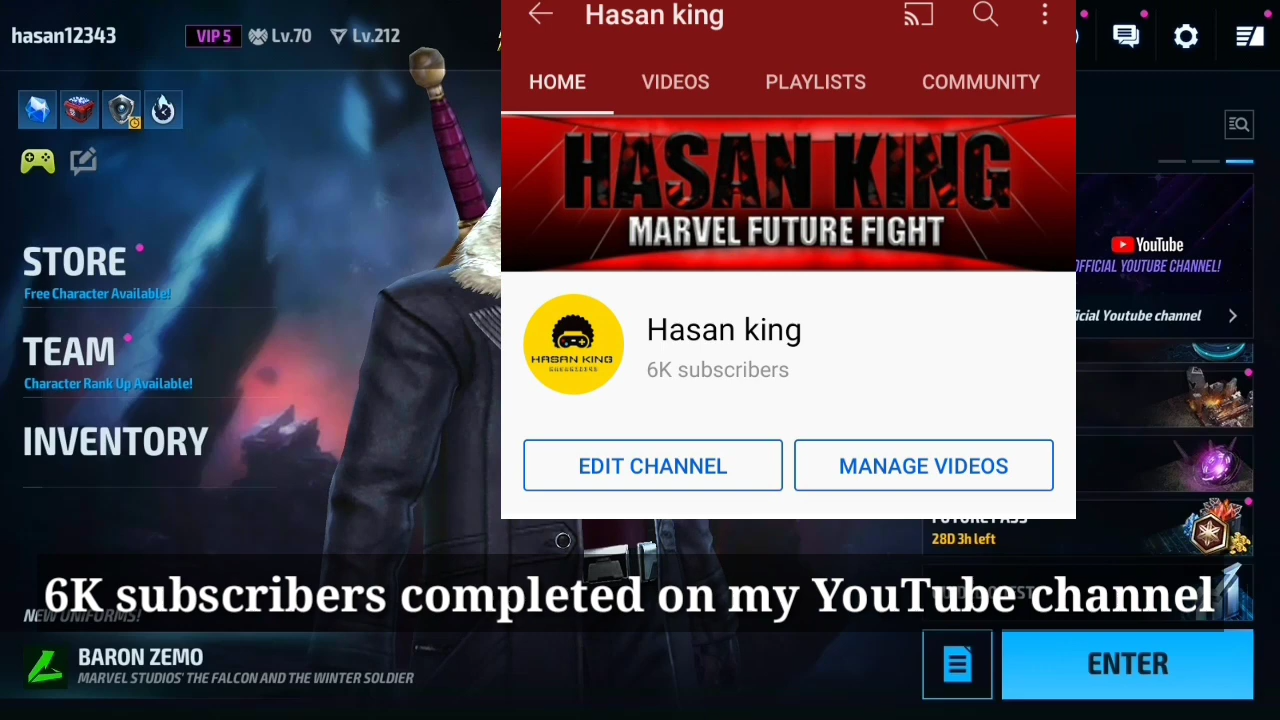 hasan12343
VIP 5
Lv.70
Lv.212
Hasan king
HOME
VIDEOS
PLAYLISTS
COMMUNITY
HASAN KING
MARVEL FUTURE FIGHT
HASAN KING
Hasan king
6K subscribers
EDIT CHANNEL
MANAGE VIDEOS
STORE
Free Character Available!
TEAM
Character Rank Up Available!
INVENTORY
YouTube
OFFICIAL YOUTUBE CHANNEL!
icial Youtube channel
FUTURE PASS
28D 3h left
6K subscribers completed on my YouTube channel
NEW UNIFORMS!
BARON ZEMO
MARVEL STUDIOS' THE FALCON AND THE WINTER SOLDIER
ENTER